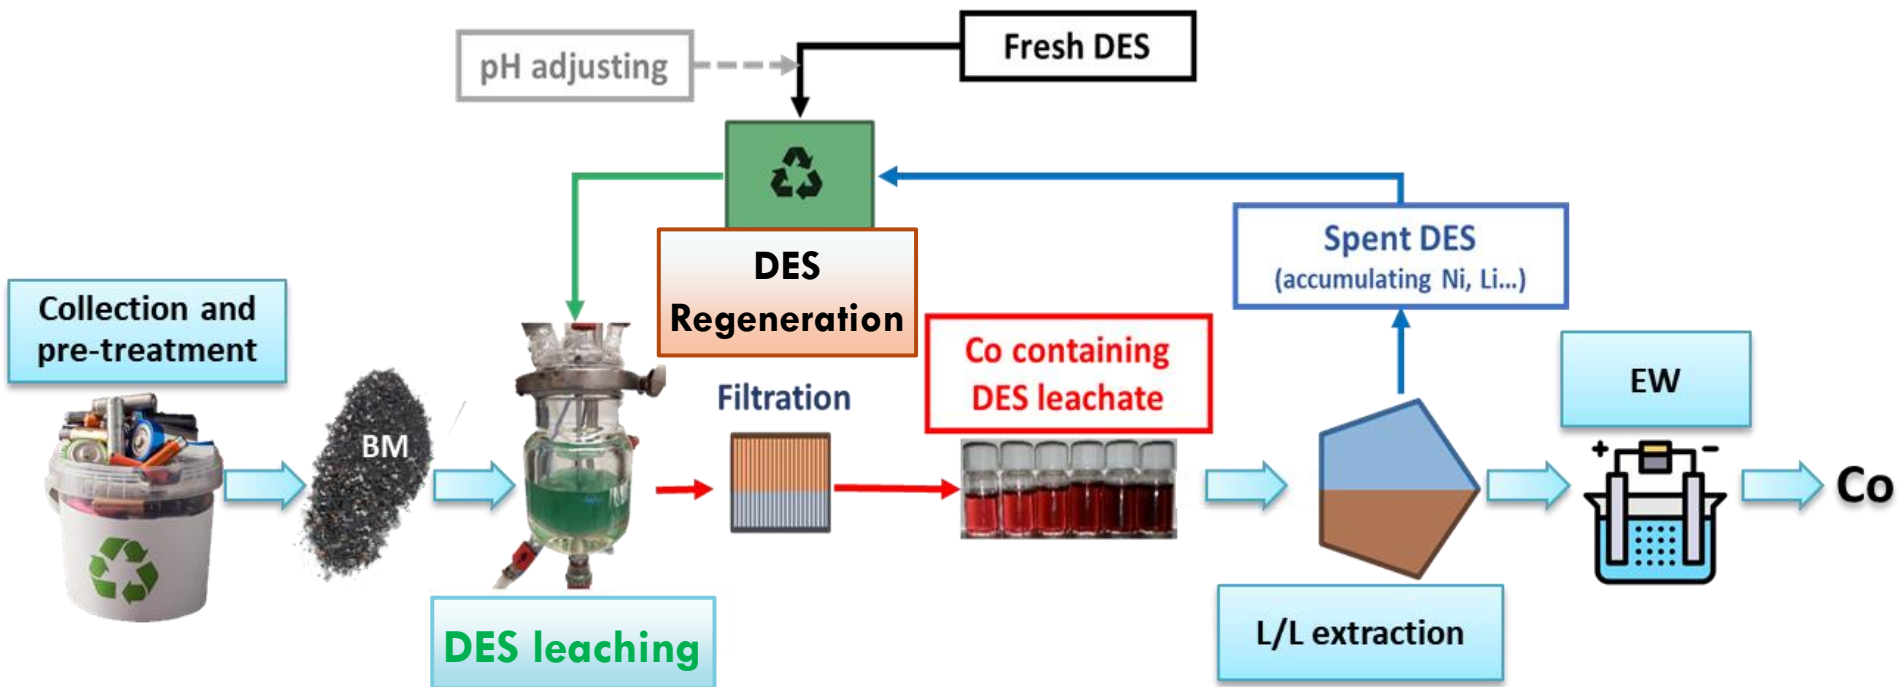 pH adjusting
Fresh DES
DES
Regeneration
Spent DES
(accumulating Ni, Li...)
Collection and
pre-treatment
BM
Filtration
Co containing
DES leachate
EW
+ −
Co
DES leaching
L/L extraction